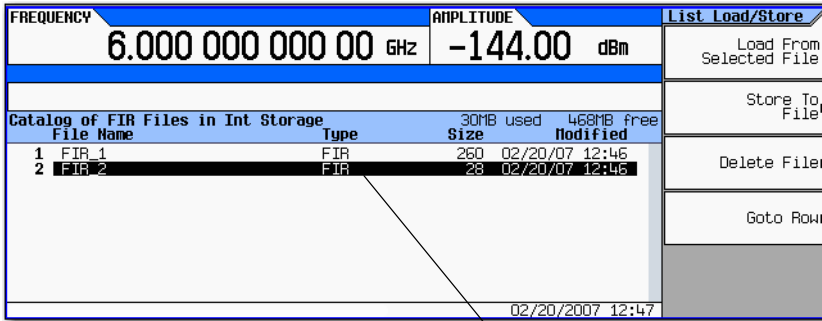 FREQUENCY AMPLITUDE List Load/Store
6.000 000 000 00 GHz -144.00 dBm
Load From
Selected File
Store To
File
Catalog of FIR Files in Int Storage 30MB used 468MB free
File Name Type Size Modified
1 FIR_1 FIR 260 02/20/07 12:46
2 FIR_2 FIR 28 02/20/07 12:46
Delete File
Goto Row
02/20/2007 12:47